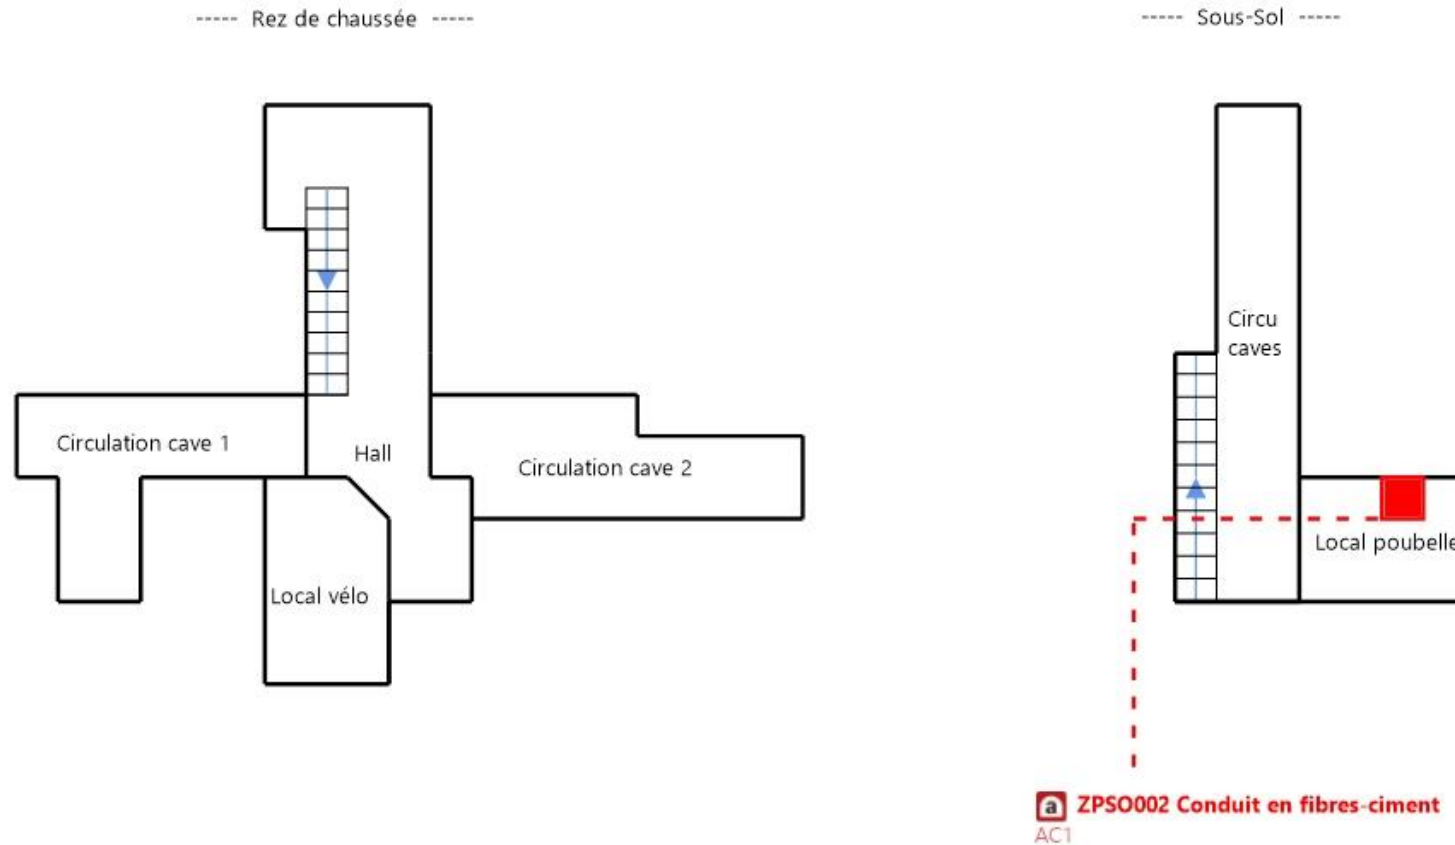 ----- Rez de chaussée -----
----- Sous-Sol -----
Circu
caves
Circulation cave 1
Hall
Circulation cave 2
Local poubelle
Local vélo
a ZPSO002 Conduit en fibres-ciment
AC1